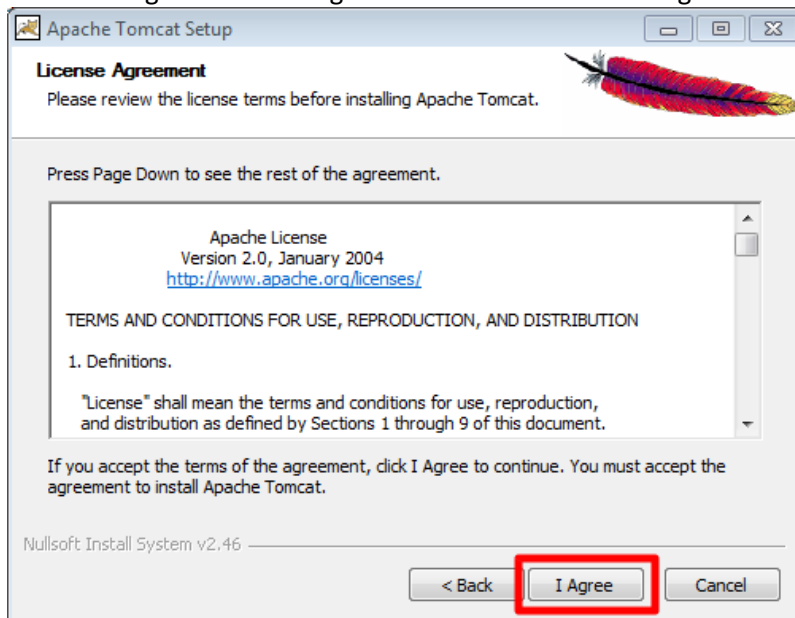 Apache Tomcat Setup
License Agreement
Please review the license terms before installing Apache Tomcat.
Press Page Down to see the rest of the agreement.
Apache License
Version 2.0, January 2004
http://www.apache.org/licenses/
TERMS AND CONDITIONS FOR USE, REPRODUCTION, AND DISTRIBUTION
1. Definitions.
"License" shall mean the terms and conditions for use, reproduction,
and distribution as defined by Sections 1 through 9 of this document.
If you accept the terms of the agreement, click I Agree to continue. You must accept the
agreement to install Apache Tomcat.
Nullsoft Install System v2.46
< Back I Agree Cancel